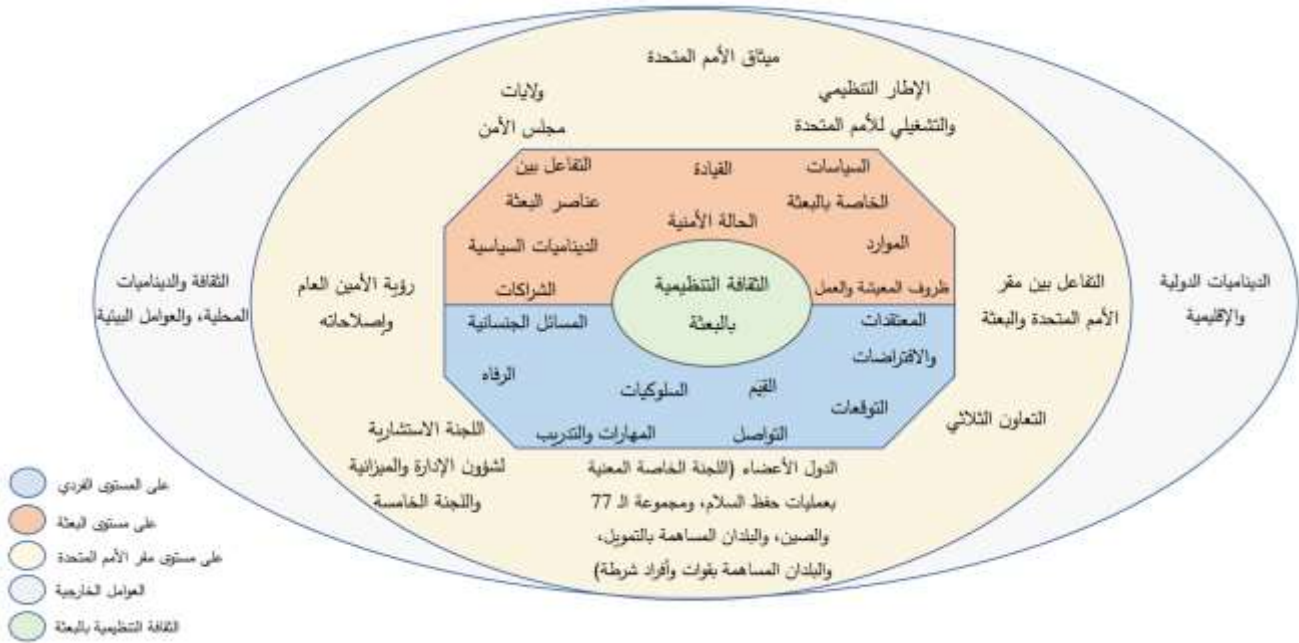 ميثاق الأمم المتحدة
الإطار التنظيمي
والتشغيلي للأمم المتحدة
ولايات
مجلس الأمن
السياسات
الخاصة بالبعثة
الموارد
ظروف المعيشة والعمل
القيادة
الحالة الأمنية
التفاعل بين
عناصر البعثة
الديناميات السياسية
الشراكات
الثقافة التنظيمية
بالبعثة
المعتقدات
والافتراضات
التوقعات
القيَم
التواصل
السلوكيات
المهارات والتدريب
المسائل الجنسانية
الرفاه
الديناميات الدولية
والإقليمية
التفاعل بين مقر
الأمم المتحدة والبعثة
التعاون الثلاثي
رؤية الأمين العام
وإصلاحاته
الثقافة والديناميات
المحلية، والعوامل البيئية
الدول الأعضاء (اللجنة الخاصة المعنية
بعمليات حفظ السلام، ومجموعة الـ 77
والصين، والبلدان المساهمة بالتمويل،
والبلدان المساهمة بقوات وأفراد شرطة)
اللجنة الاستشارية
لشؤون الإدارة والميزانية
واللجنة الخامسة
على المستوى الفردي
على مستوى البعثة
على مستوى مقر الأمم المتحدة
العوامل الخارجية
الثقافة التنظيمية بالبعثة